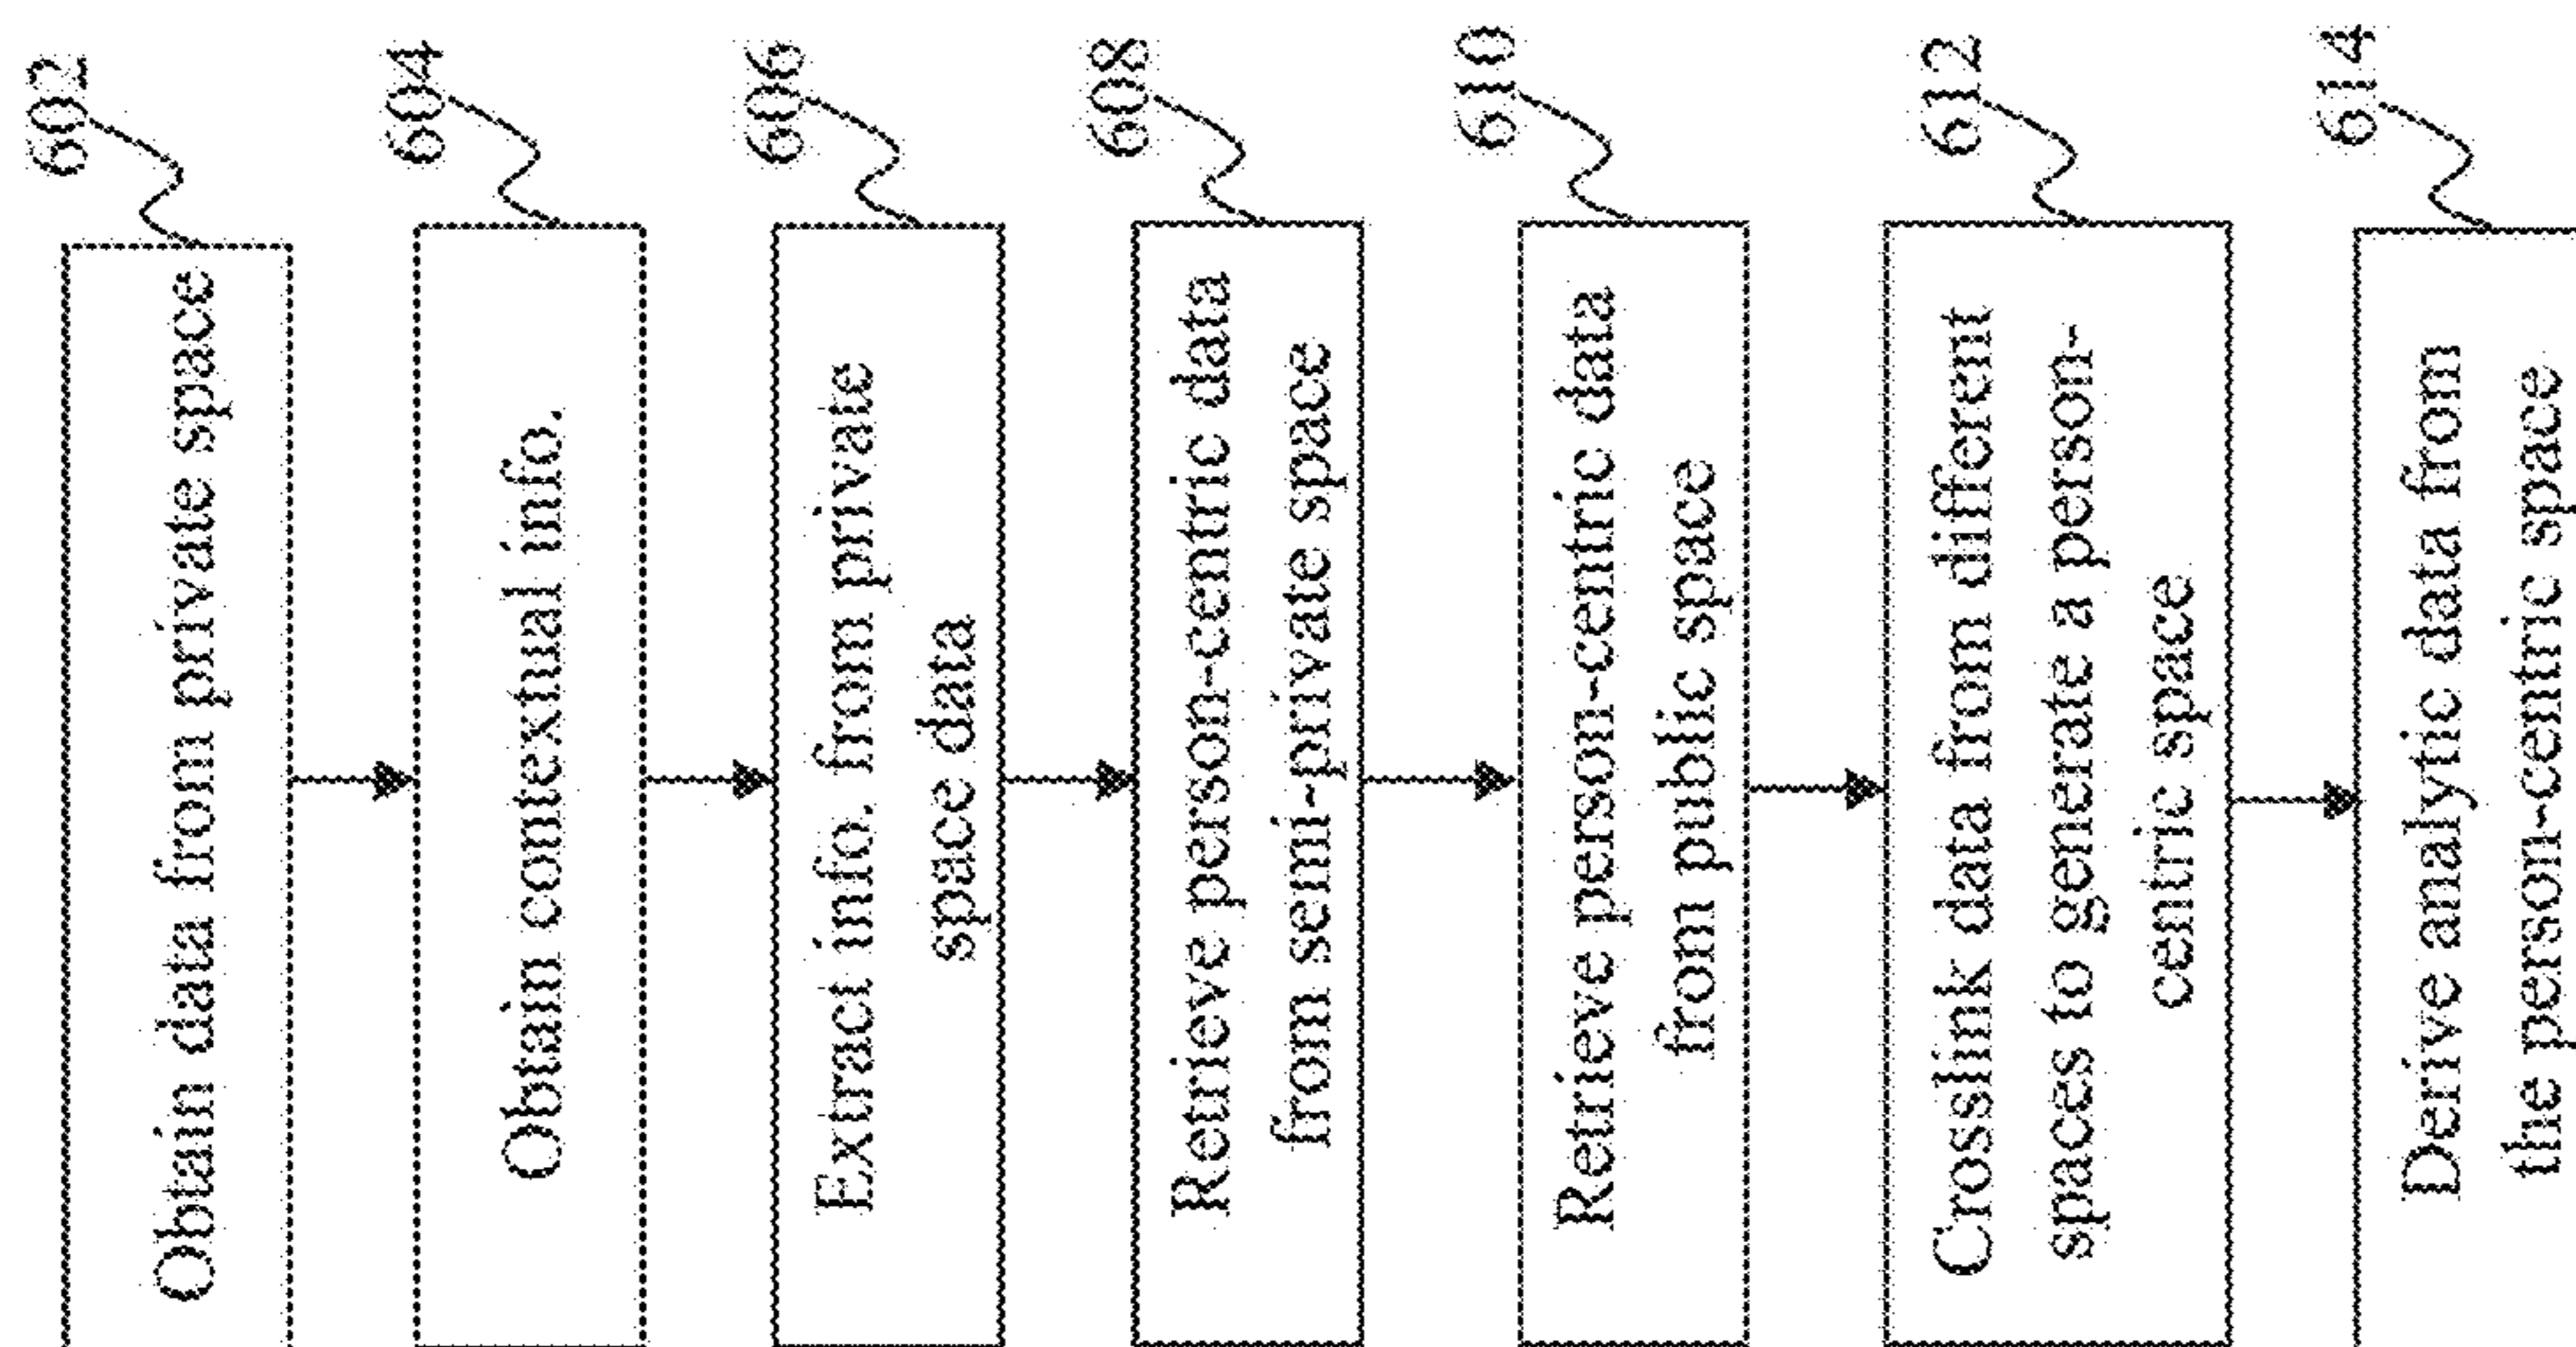 602
Obtain data from private space
604
Obtain contextual info.
606
Extract info. from private
space data
608
Retrieve person-centric data
from semi-private space
610
Retrieve person-centric data
from public space
612
Crosslink data from different
spaces to generate a person-
centric space
614
Derive analytic data from
the person-centric space